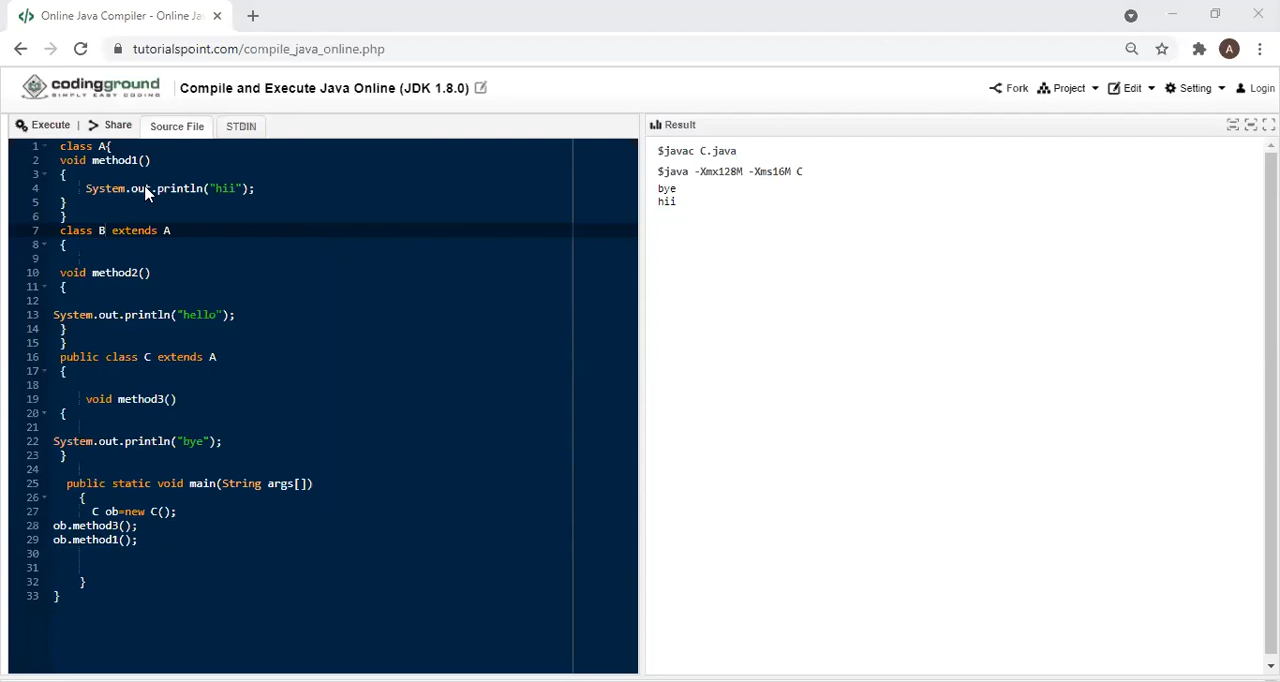 Online Java Compiler - Online Ja
tutorialspoint.com/compile_java_online.php
A
codingground
SIMPLY EASY CODING
Compile and Execute Java Online (JDK 1.8.0)
Fork Project Edit Setting Login
Execute | Share Source File STDIN
Result
1 class A{
2 void method1()
3 {
4 System.out.println("hii");
5 }
6 }
7 class B extends A
8 {
9
10 void method2()
11 {
12
13 System.out.println("hello");
14 }
15 }
16 public class C extends A
17 {
18
19 void method3()
20 {
21
22 System.out.println("bye");
23 }
24
25 public static void main(String args[])
26 {
27 C ob=new C();
28 ob.method3();
29 ob.method1();
30
31
32 }
33 }
$javac C.java
$java -Xmx128M -Xms16M C
bye
hii